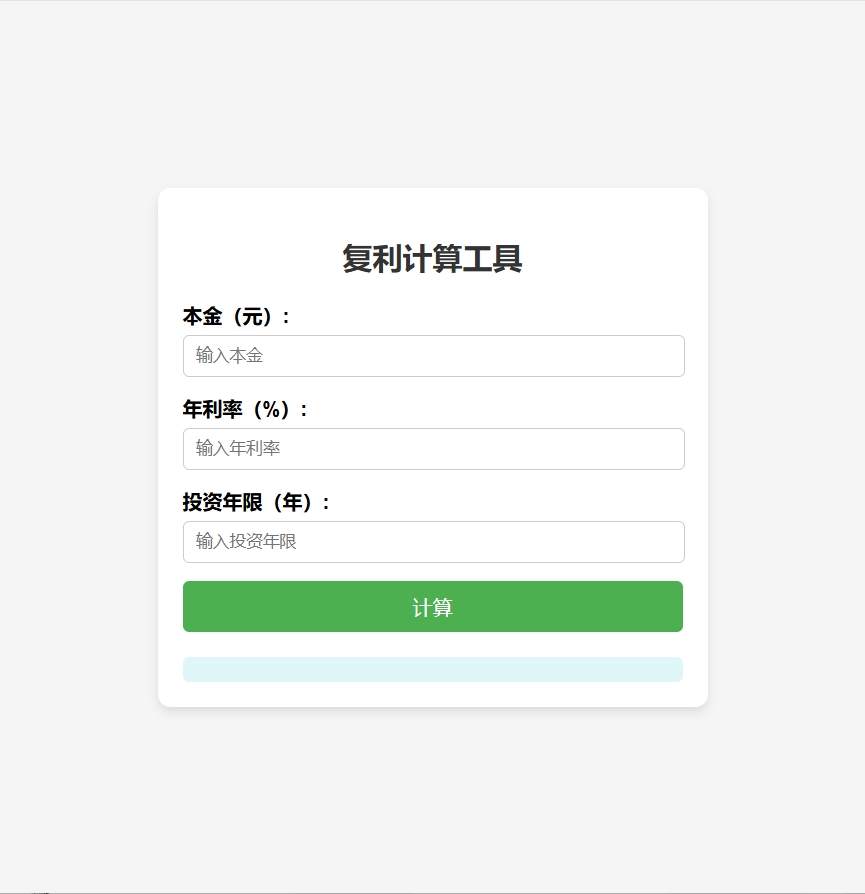 复利计算工具
本金（元）:
输入本金
年利率（%）:
输入年利率
投资年限（年）:
输入投资年限
计算